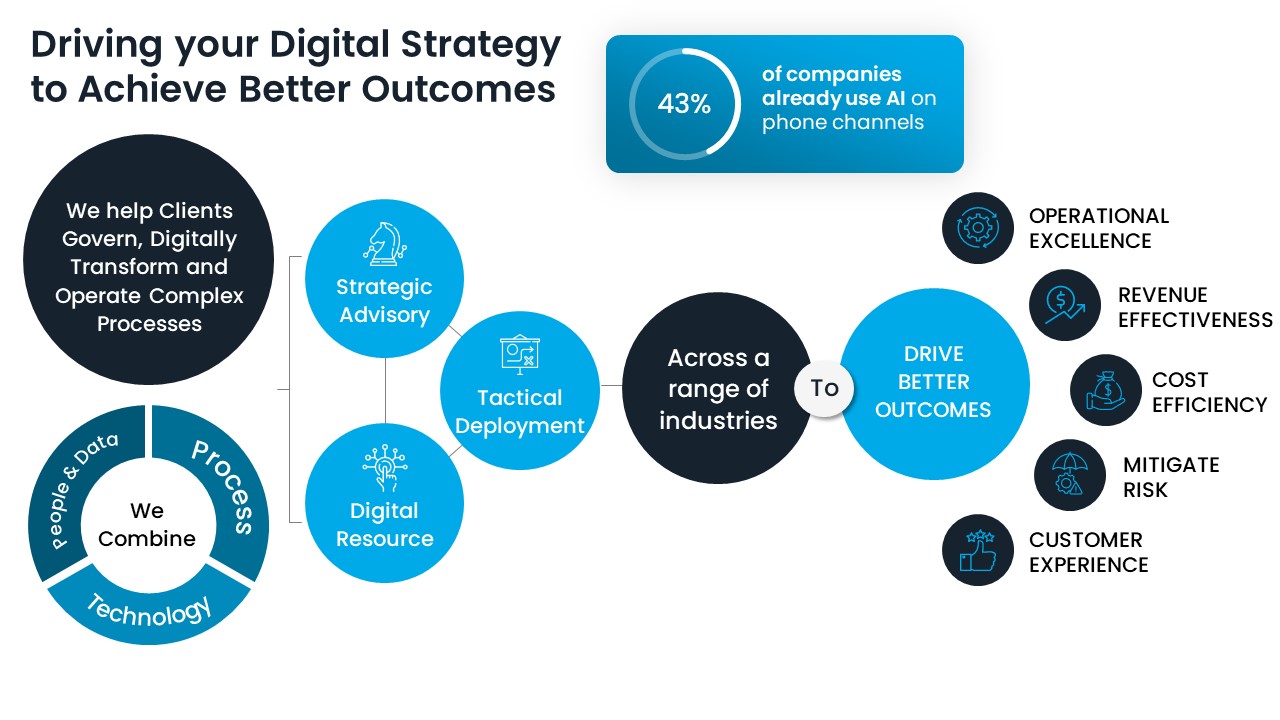 Driving your Digital Strategy
to Achieve Better Outcomes
43%
of companies
already use AI on
phone channels
We help Clients
Govern, Digitally
Transform and
Operate Complex
Processes
People & Data
Process
Technology
We
Combine
Strategic
Advisory
Tactical
Deployment
Digital
Resource
Across a
range of
industries
To
DRIVE
BETTER
OUTCOMES
OPERATIONAL
EXCELLENCE
REVENUE
EFFECTIVENESS
COST
EFFICIENCY
MITIGATE
RISK
CUSTOMER
EXPERIENCE